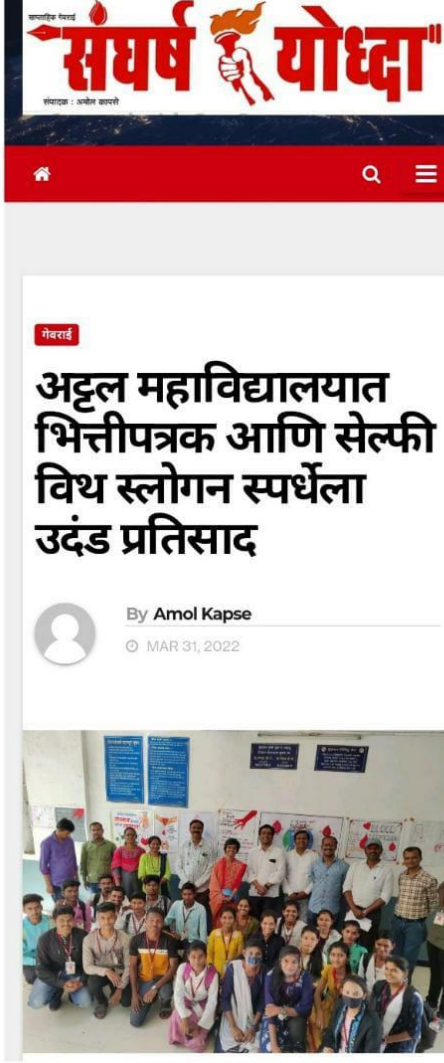 साप्ताहिक गेवराई
"संघर्ष योध्दा"
संपादक : अमोल कापसे
गेवराई
अट्टल महाविद्यालयात
भित्तीपत्रक आणि सेल्फी
विथ स्लोगन स्पर्धेला
उदंड प्रतिसाद
By Amol Kapse
MAR 31, 2022